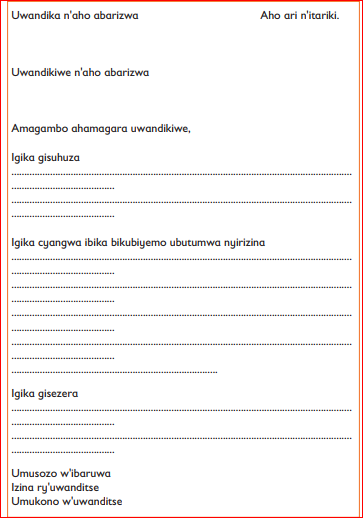 Uwandika n'aho abarizwa Aho ari n'itariki.
Uwandikiwe n'aho abarizwa
Amagambo ahamagara uwandikiwe,
Igika gisuhuza
..............................................................................................................
.................................
..............................................................................................................
.................................
Igika cyangwa ibika bikubiyemo ubutumwa nyirizina
..............................................................................................................
.................................
..............................................................................................................
..............................................................................................................
.................................
..............................................................................................................
.................................
..................................................................
Igika gisezera
..............................................................................................................
.................................
..............................................................................................................
.................................
Umusozo w'ibaruwa
Izina ry'uwanditse
Umukono w'uwanditse